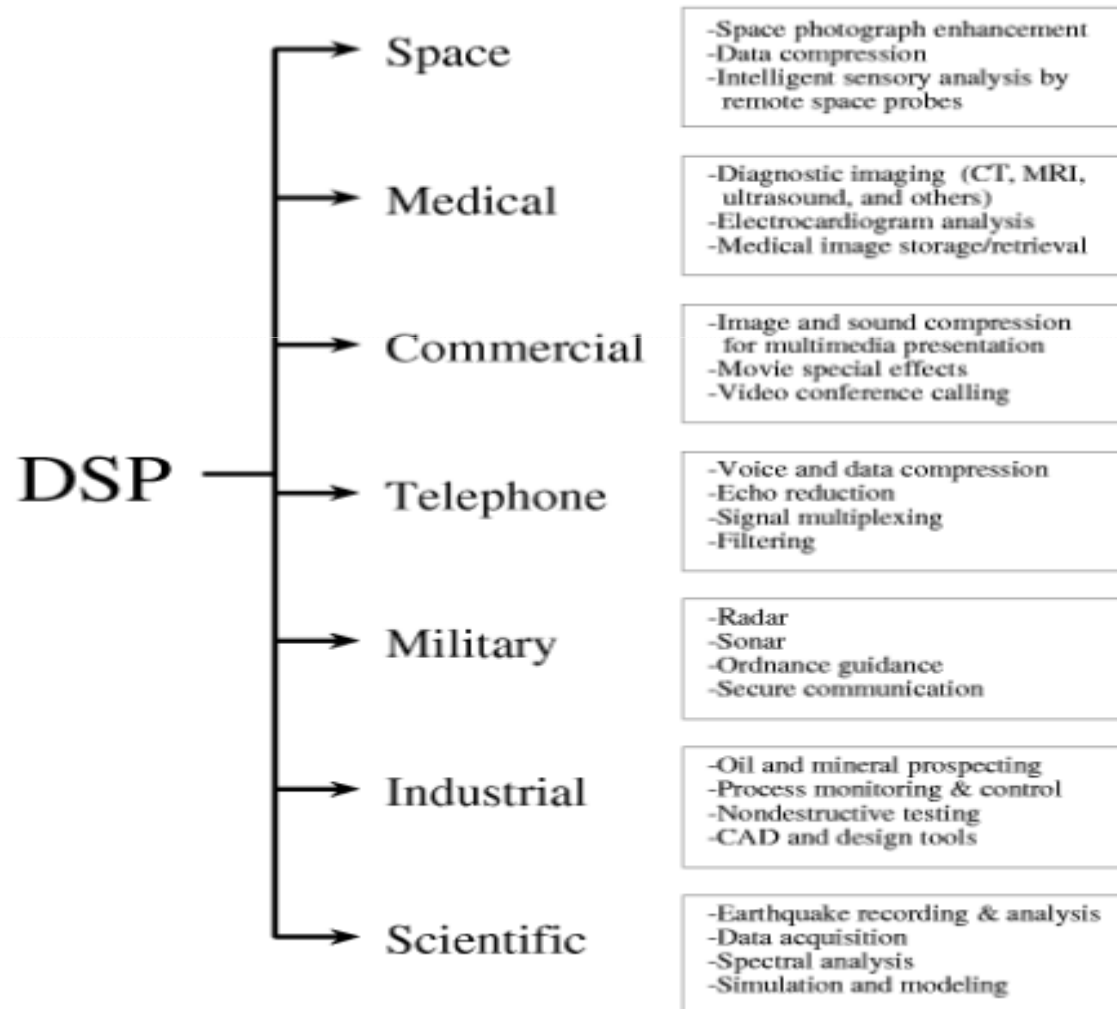 DSP
Space
-Space photograph enhancement
-Data compression
-Intelligent sensory analysis by
remote space probes
Medical
-Diagnostic imaging (CT, MRI,
ultrasound, and others)
-Electrocardiogram analysis
-Medical image storage/retrieval
Commercial
-Image and sound compression
for multimedia presentation
-Movie special effects
-Video conference calling
Telephone
-Voice and data compression
-Echo reduction
-Signal multiplexing
-Filtering
Military
-Radar
-Sonar
-Ordnance guidance
-Secure communication
Industrial
-Oil and mineral prospecting
-Process monitoring & control
-Nondestructive testing
-CAD and design tools
Scientific
-Earthquake recording & analysis
-Data acquisition
-Spectral analysis
-Simulation and modeling